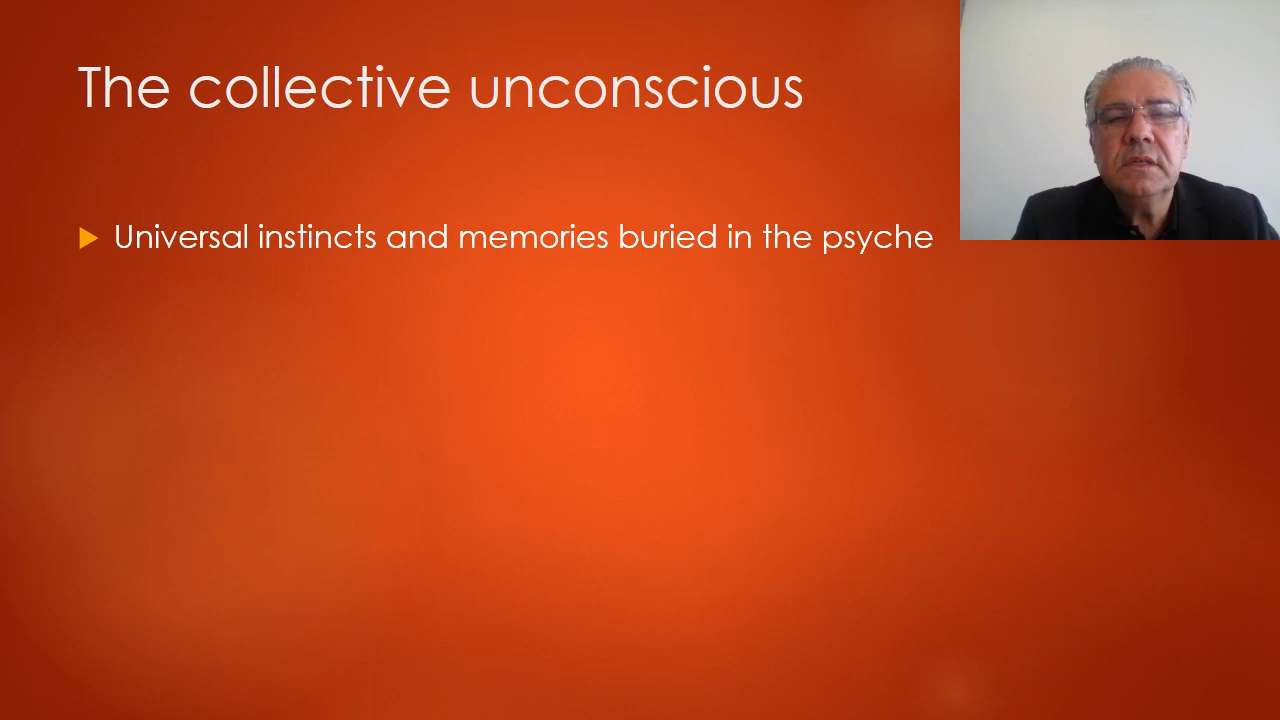 The collective unconscious
Universal instincts and memories buried in the psyche